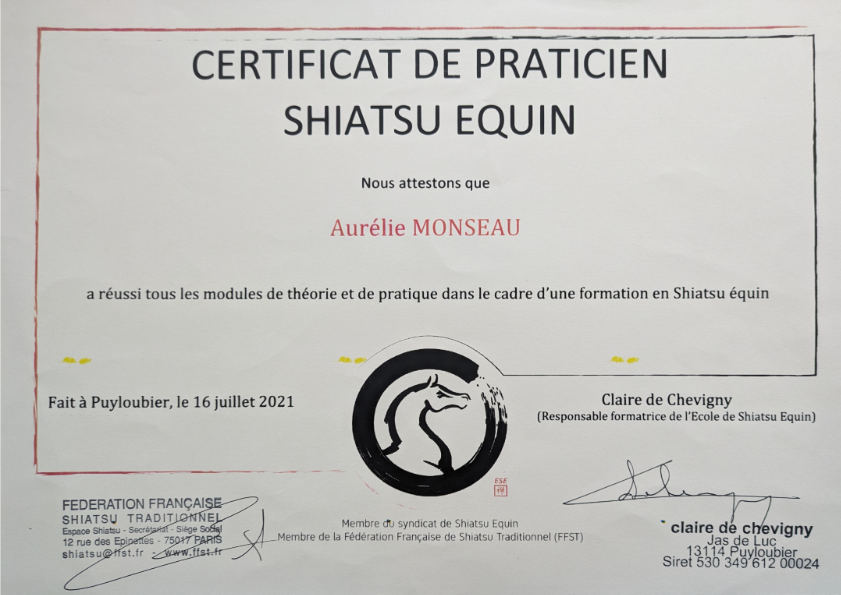 CERTIFICAT DE PRATICIEN
SHIATSU EQUIN
Nous attestons que
Aurélie MONSEAU
a réussi tous les modules de théorie et de pratique dans le cadre d'une formation en Shiatsu équin
Fait à Puyloubier, le 16 juillet 2021
Claire de Chevigny
(Responsable formatrice de l'Ecole de Shiatsu Equin)
ESE
FEDERATION FRANÇAISE
SHIATSU TRADITIONNEL
Espace Shiatsu - Secrétariat - Siège Social
12 rue des Epinettes - 75017 PARIS
shiatsu@ffst.fr - www.ffst.fr
Membre du syndicat de Shiatsu Equin
Membre de la Fédération Française de Shiatsu Traditionnel (FFST)
claire de chevigny
Jas de Luc
13114 Puyloubier
Siret 530 349 612 00024